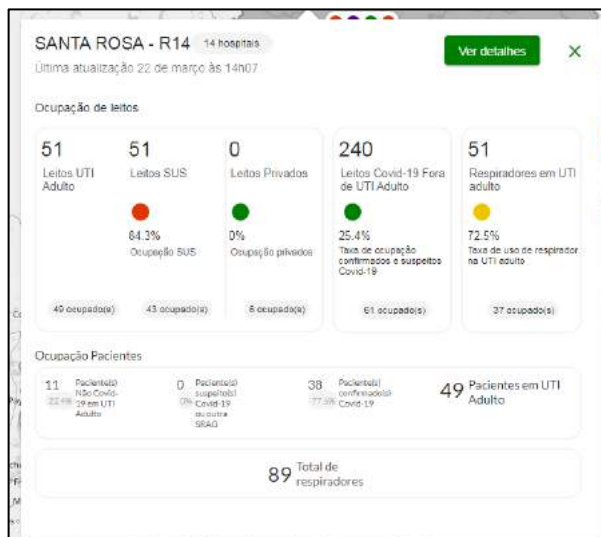 SANTA ROSA - R14 14 hospitais
Ver detalhes
Última atualização 22 de março às 14h07
Ocupação de leitos
51
Leitos UTI
Adulto
49 ocupado(s)
51
Leitos SUS
84.3%
Ocupação SUS
43 ocupado(s)
0
Leitos Privados
0%
Ocupação privados
6 ocupado(s)
240
Leitos Covid-19 Fora
de UTI Adulto
25.4%
Taxa de ocupação
confirmados e suspeitos
Covid-19
61 ocupado(s)
51
Respiradores em UTI
adulto
72.5%
Taxa de uso de respirador
na UTI adulto
37 ocupado(s)
Ocupação Pacientes
11
22.4%
Paciente(s)
Não Covid-
19 em UTI
Adulto
0
0%
Paciente(s)
suspeito(s)
Covid-19
ou outra
SRAG
38
77.6%
Paciente(s)
confirmado(s)
Covid-19
49 Pacientes em UTI
Adulto
89 Total de
respiradores